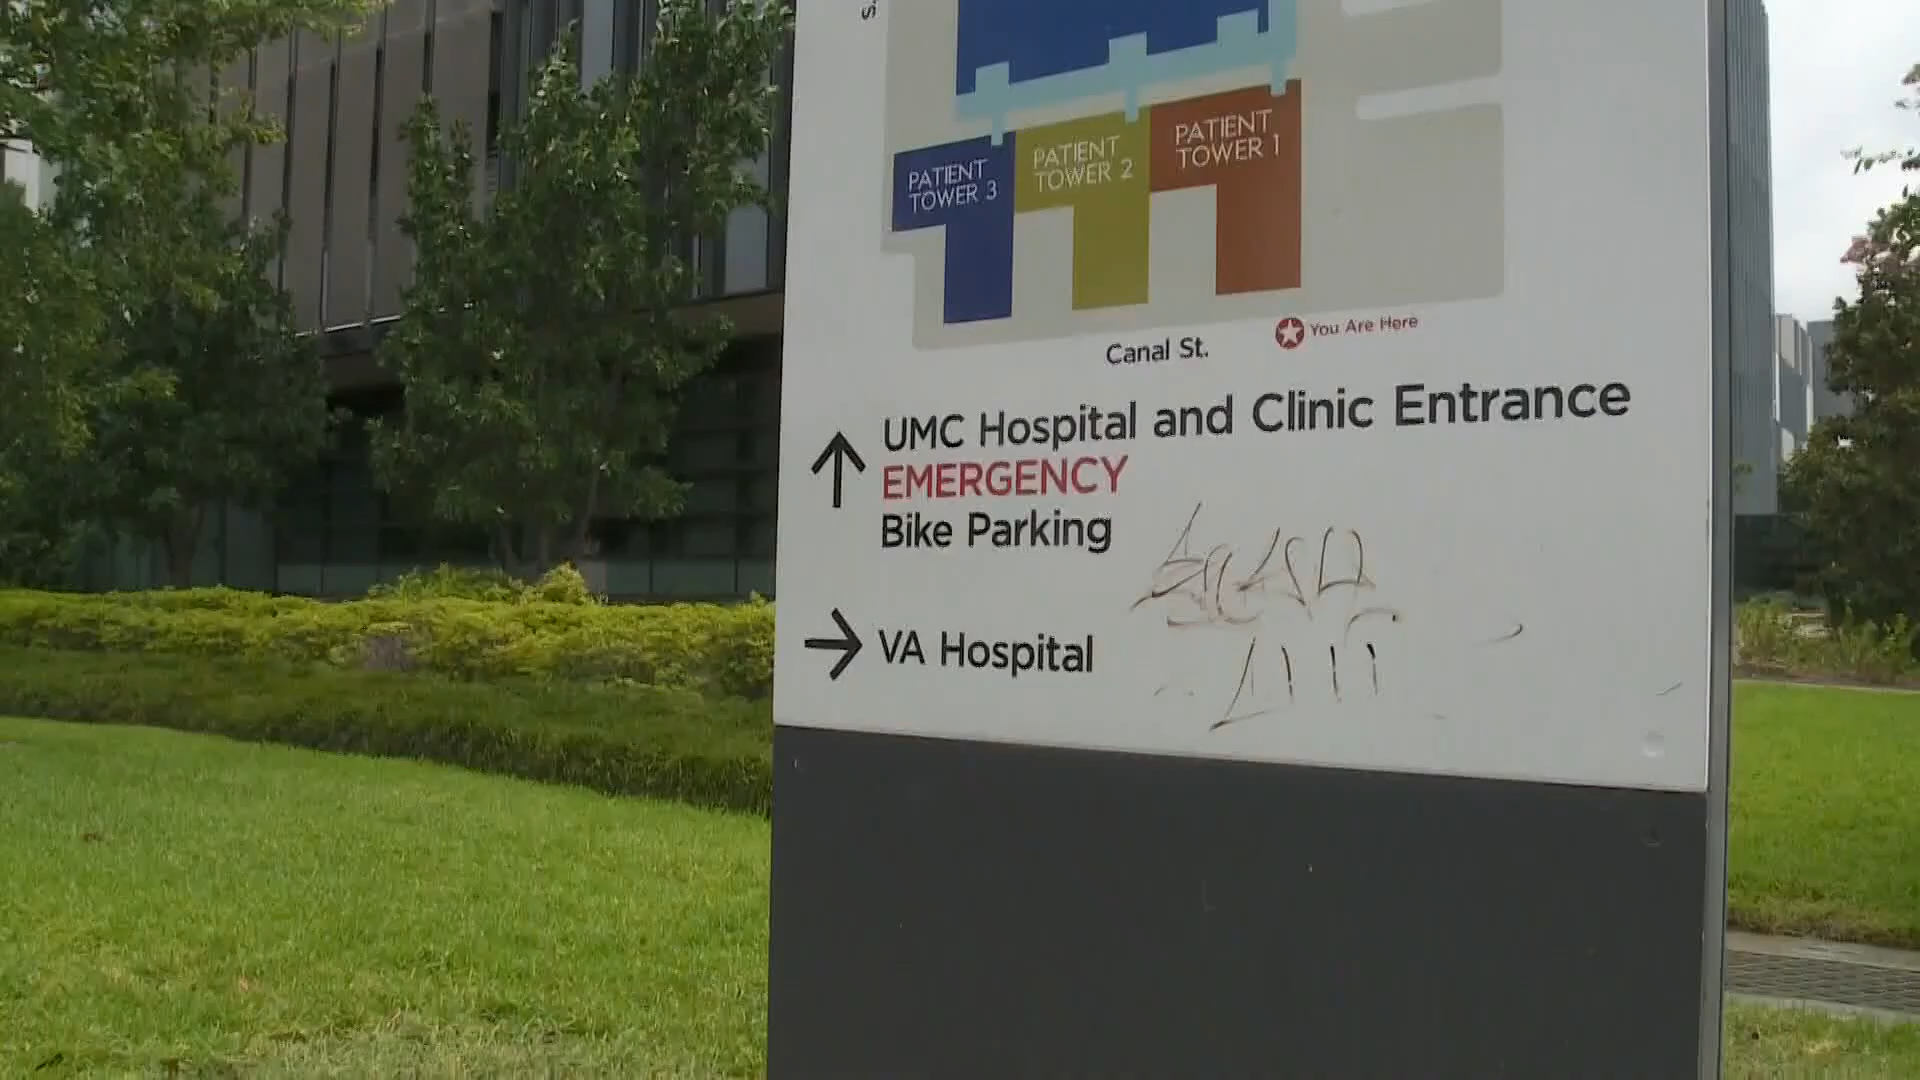 PATIENT
TOWER 3
PATIENT
TOWER 2
PATIENT
TOWER 1
You Are Here
Canal St.
UMC Hospital and Clinic Entrance
EMERGENCY
Bike Parking
VA Hospital